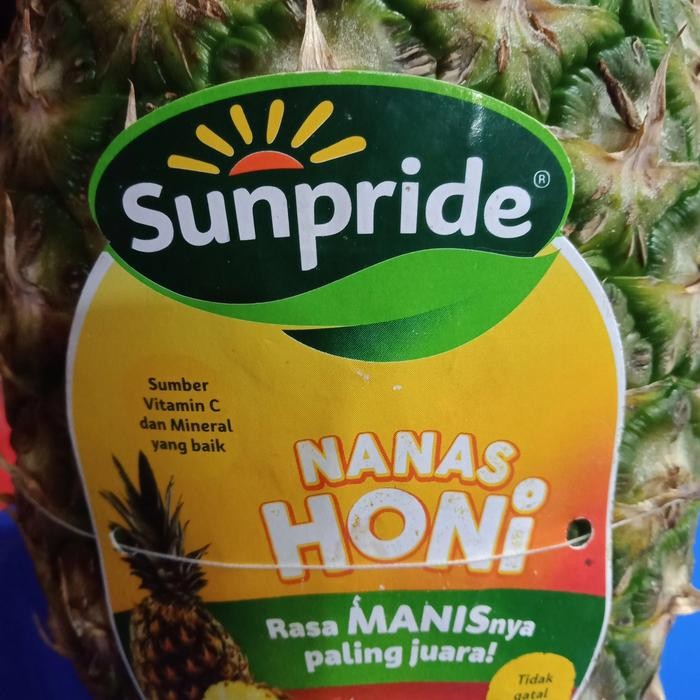 Sunpride®
Sumber
Vitamin C
dan Mineral
yang baik
NANAS
HONi
Rasa MANISnya
paling juara!
Tidak
gatal